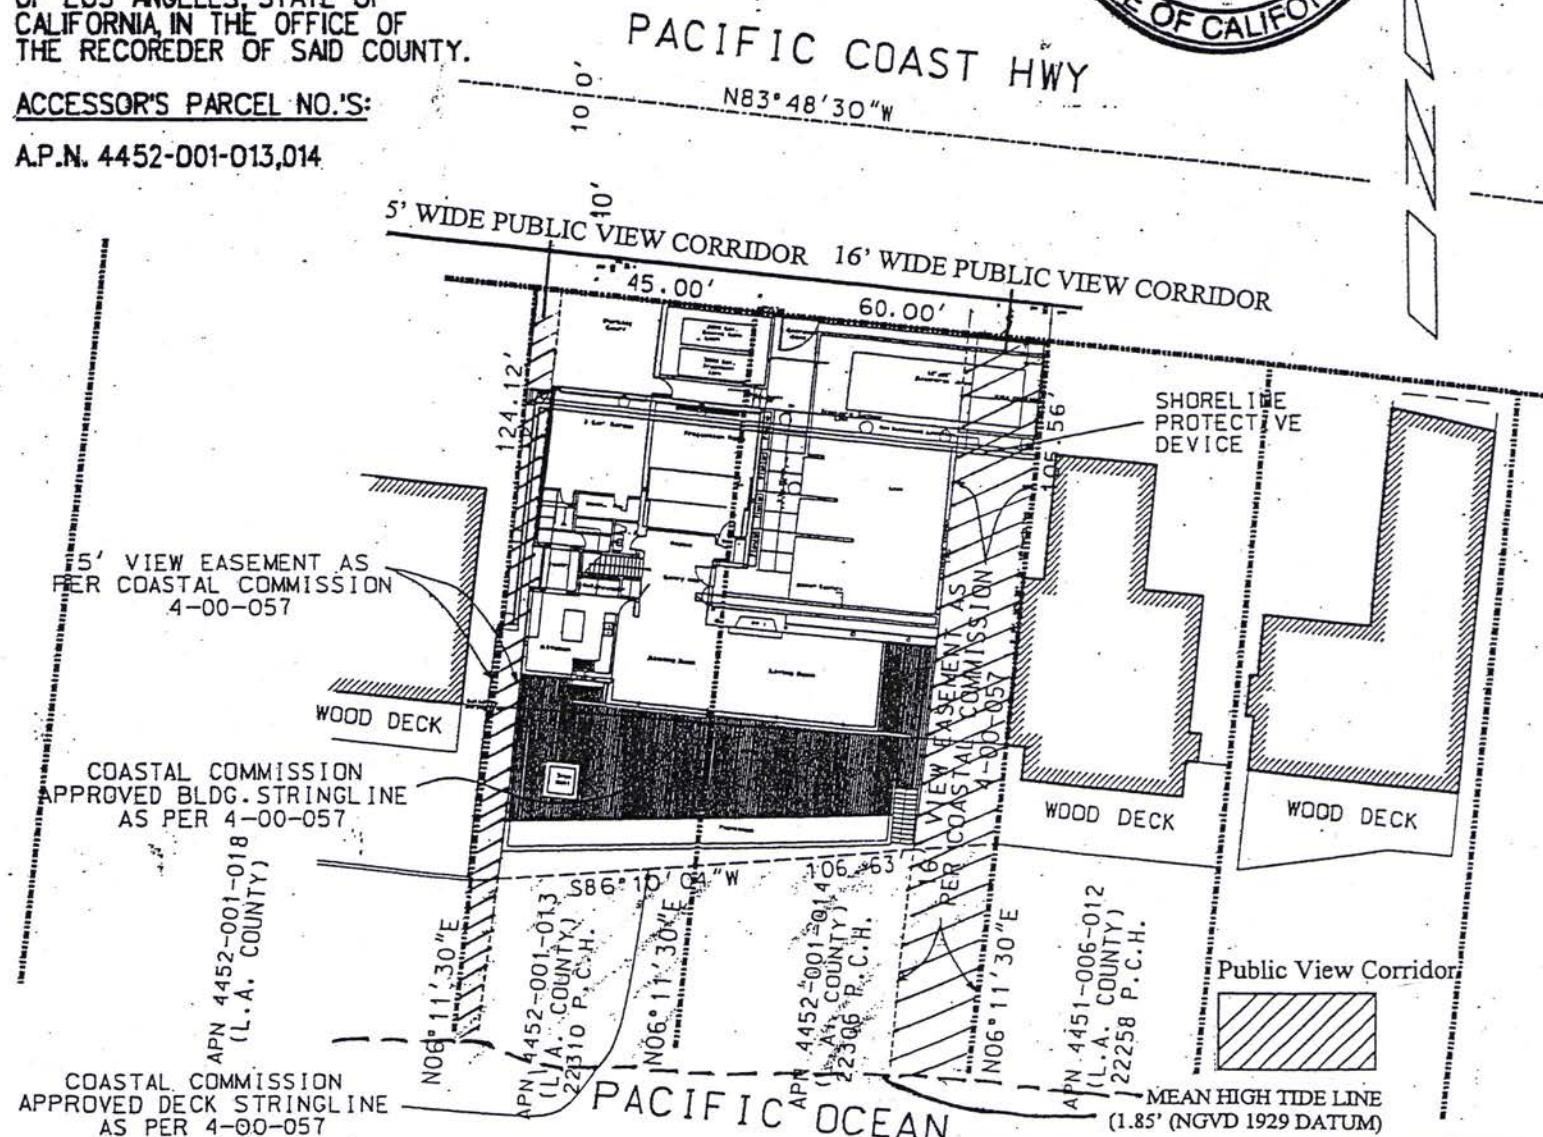 OF LOS ANGELES, STATE OF
CALIFORNIA, IN THE OFFICE OF
THE RECOREDER OF SAID COUNTY.
ACCESSOR'S PARCEL NO.'S:
A.P.N. 4452-001-013,014
OF CALIFO
PACIFIC COAST HWY
N83°48'30"W
100'
10'
5' WIDE PUBLIC VIEW CORRIDOR
16' WIDE PUBLIC VIEW CORRIDOR
45.00'
60.00'
124.12'
105.56'
SHORELINE
PROTECTIVE
DEVICE
5' VIEW EASEMENT AS
PER COASTAL COMMISSION
4-00-057
16' VIEW EASEMENT AS
PER COASTAL COMMISSION
4-00-057
WOOD DECK
COASTAL COMMISSION
APPROVED BLDG. STRINGLINE
AS PER 4-00-057
WOOD DECK
WOOD DECK
S86°10'04"W
106.63
APN 4452-001-018
(L.A. COUNTY)
N06°11'30"E
APN 4452-001-013
(L.A. COUNTY)
22310 P.C.H.
N06°11'30"E
APN 4452-001-014
(L.A. COUNTY)
22306 P.C.H.
N06°11'30"E
APN 4451-006-012
(L.A. COUNTY)
22258 P.C.H.
Public View Corridor
COASTAL COMMISSION
APPROVED DECK STRINGLINE
AS PER 4-00-057
PACIFIC OCEAN
MEAN HIGH TIDE LINE
(1.85' (NGVD 1929 DATUM)